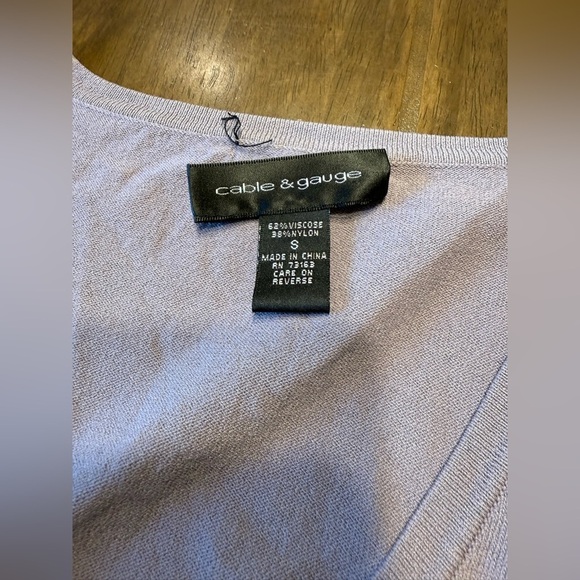 cable & gauge
62%VISCOSE
38%NYLON
S
MADE IN CHINA
RN 73163
CARE ON
REVERSE